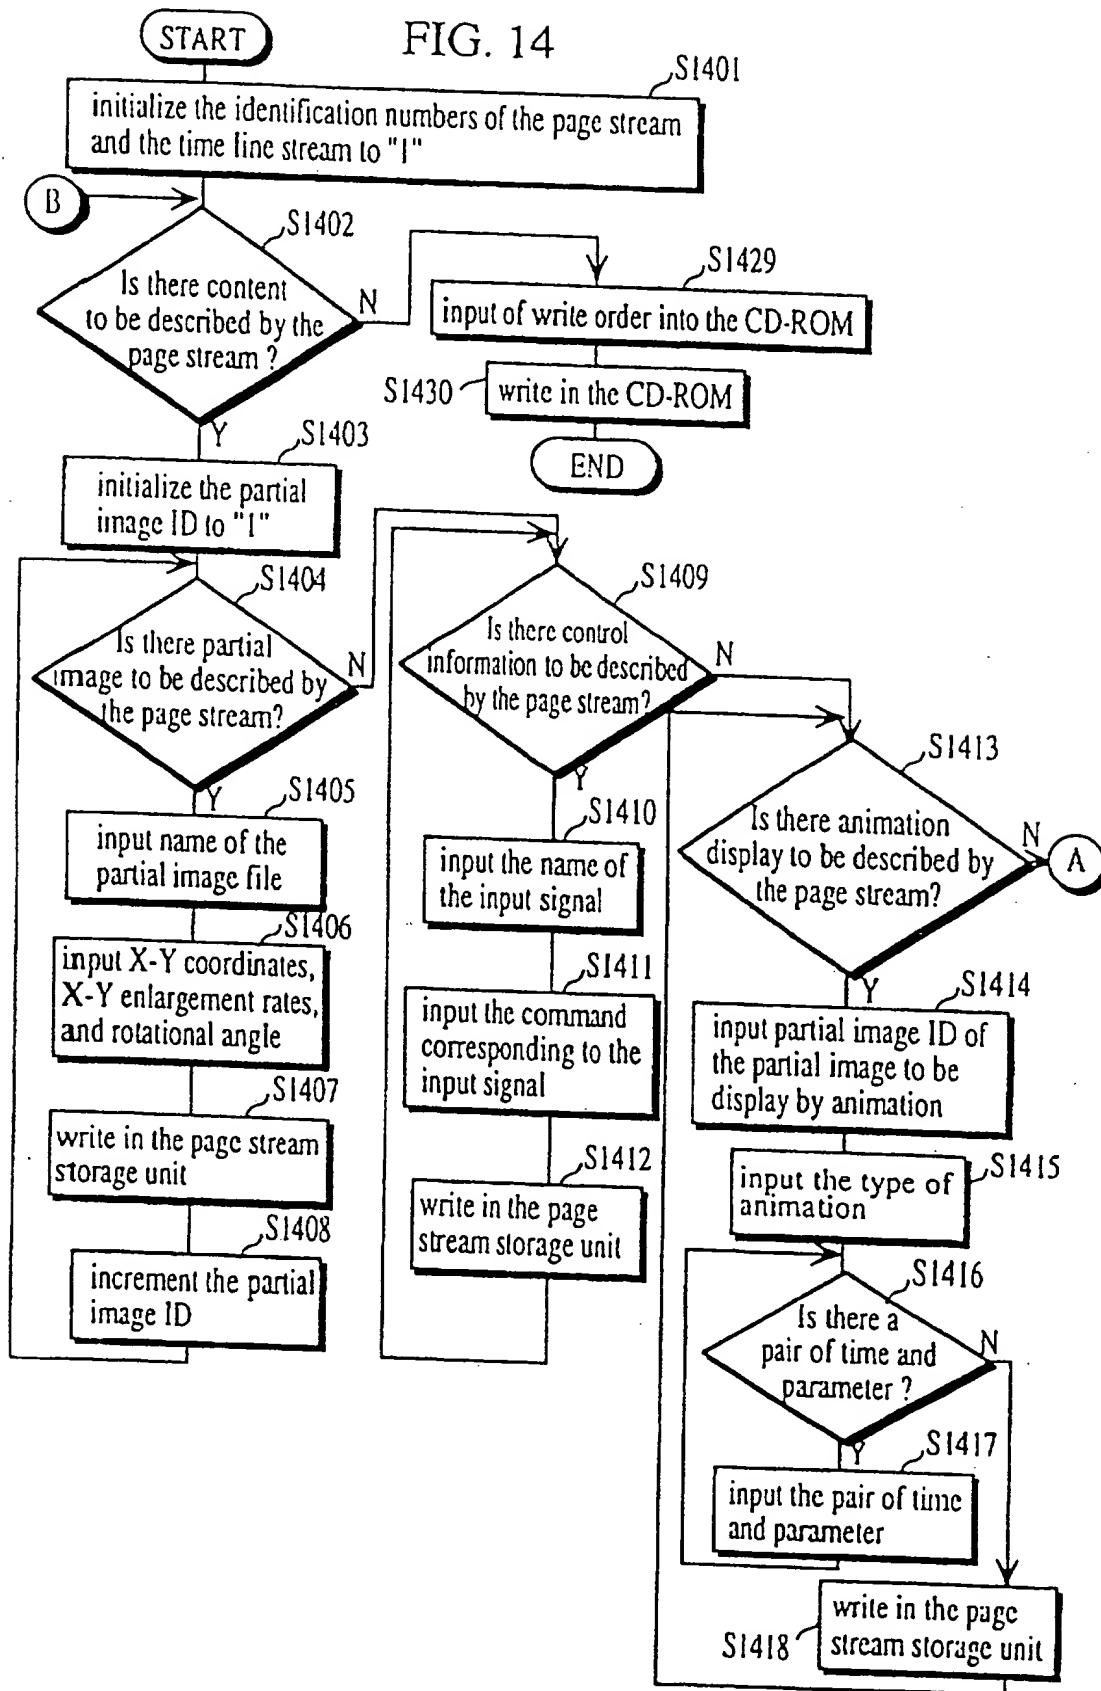 START
FIG. 14
S1401
initialize the identification numbers of the page stream
and the time line stream to "1"
B
S1402
Is there content
to be described by the
page stream ?
N
Y
S1429
input of write order into the CD-ROM
S1430
write in the CD-ROM
END
S1403
initialize the partial
image ID to "1"
S1404
Is there partial
image to be described by
the page stream?
N
Y
S1405
input name of the
partial image file
S1406
input X-Y coordinates,
X-Y enlargement rates,
and rotational angle
S1407
write in the page stream
storage unit
S1408
increment the partial
image ID
S1409
Is there control
information to be described
by the page stream?
N
Y
S1410
input the name of
the input signal
S1411
input the command
corresponding to the
input signal
S1412
write in the page
stream storage unit
S1413
Is there animation
display to be described by
the page stream?
N
A
Y
S1414
input partial image ID of
the partial image to be
display by animation
S1415
input the type of
animation
S1416
Is there a
pair of time and
parameter ?
N
Y
S1417
input the pair of time
and parameter
write in the page
stream storage unit
S1418